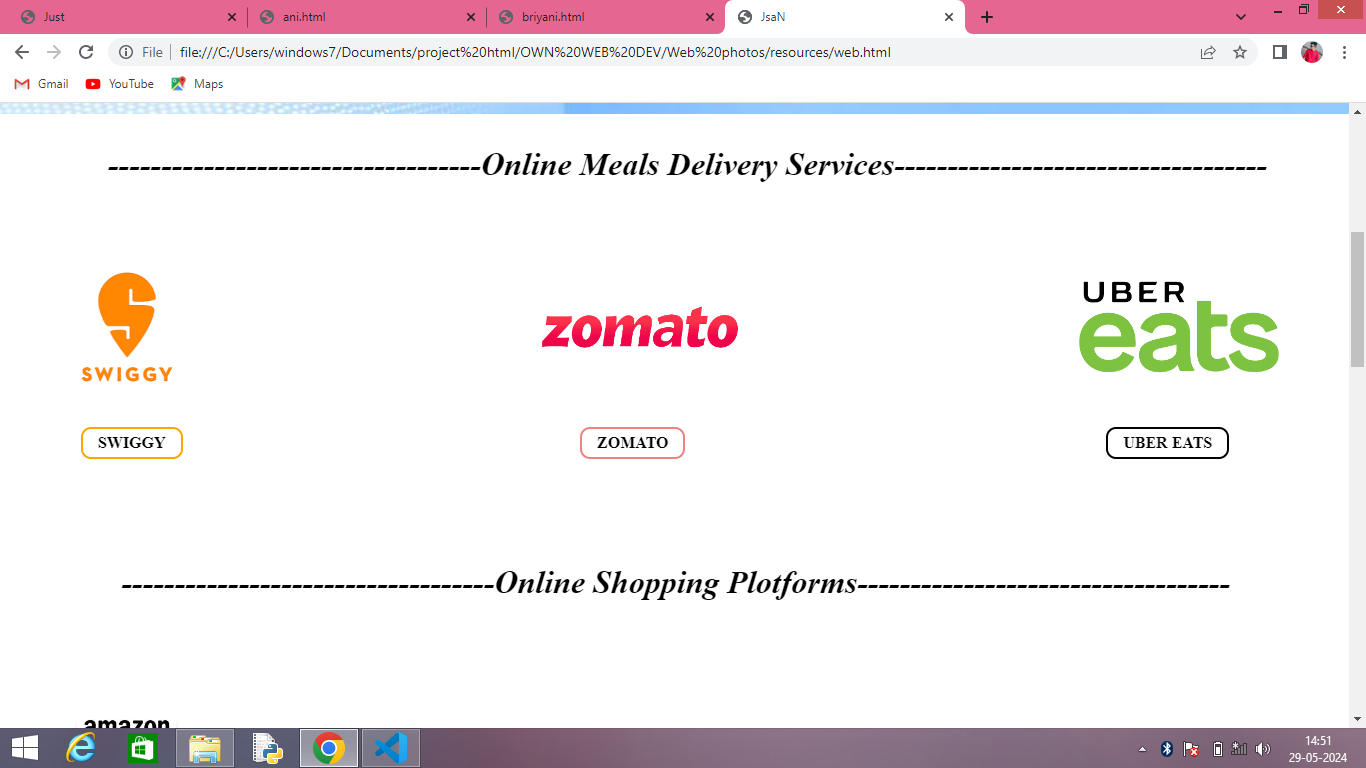 Just
ani.html
briyani.html
JsaN
File
file:///C:/Users/windows7/Documents/project%20html/OWN%20WEB%20DEV/Web%20photos/resources/web.html
Gmail
YouTube
Maps
-----------------------------------Online Meals Delivery Services-----------------------------------
SWIGGY
zomato
UBER
eats
SWIGGY
ZOMATO
UBER EATS
-----------------------------------Online Shopping Plotforms-----------------------------------
amazon
14:51
29-05-2024